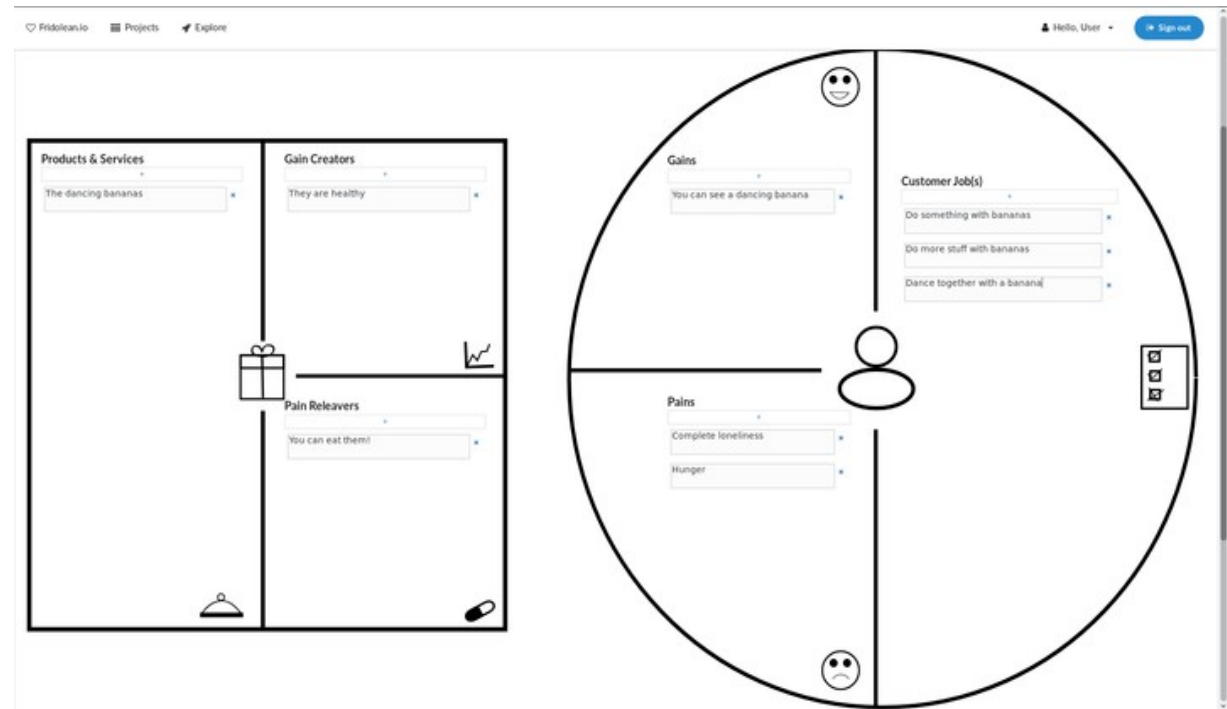 Fridolean.io Projects Explore Hello, User Sign out
Products & Services
+
The dancing bananas ×
Gain Creators
+
They are healthy ×
Pain Releavers
+
You can eat them! ×
Gains
+
You can see a dancing banana ×
Pains
+
Complete loneliness ×
Hunger ×
Customer Job(s)
+
Do something with bananas ×
Do more stuff with bananas ×
Dance together with a banana ×